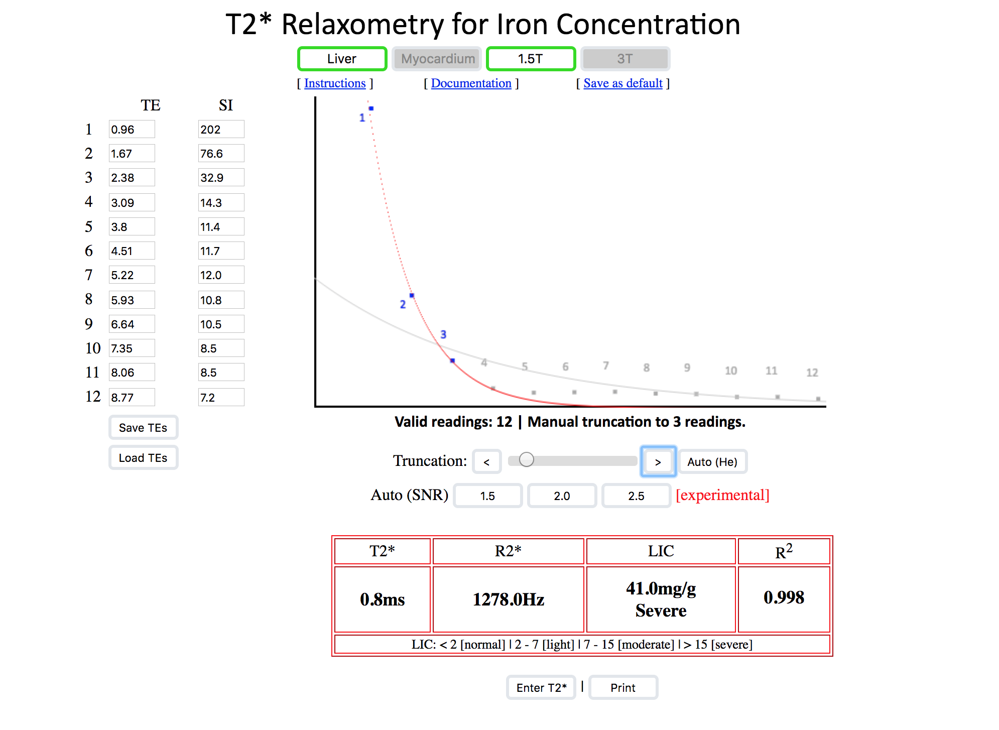 T2* Relaxometry for Iron Concentration
Liver Myocardium 1.5T 3T
[ Instructions ] [ Documentation ] [ Save as default ]
TE SI
1 0.96 202
2 1.67 76.6
3 2.38 32.9
4 3.09 14.3
5 3.8 11.4
6 4.51 11.7
7 5.22 12.0
8 5.93 10.8
9 6.64 10.5
10 7.35 8.5
11 8.06 8.5
12 8.77 7.2
Save TEs
Load TEs
1
2
3
4 5 6 7 8 9 10 11 12
Valid readings: 12 | Manual truncation to 3 readings.
Truncation: < > Auto (He)
Auto (SNR) 1.5 2.0 2.5 [experimental]
T2* R2* LIC R2
0.8ms 1278.0Hz 41.0mg/g Severe 0.998
LIC: < 2 [normal] | 2 - 7 [light] | 7 - 15 [moderate] | > 15 [severe]
Enter T2* | Print